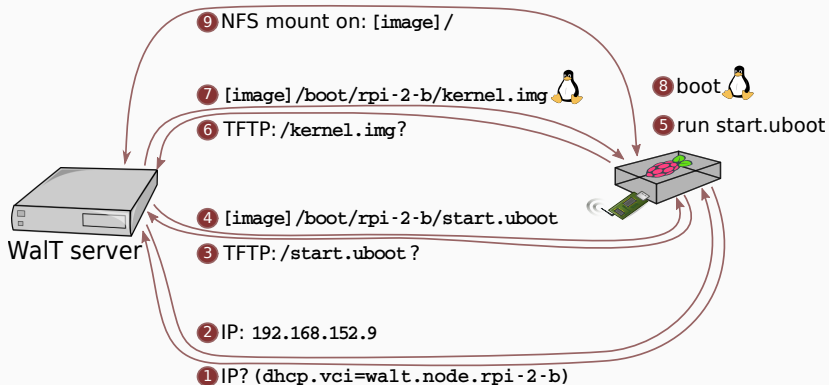 9 NFS mount on: [image]/
7 [image]/boot/rpi-2-b/kernel.img
8 boot
6 TFTP: /kernel.img?
5 run start.uboot
4 [image]/boot/rpi-2-b/start.uboot
WalT server
3 TFTP: /start.uboot?
2 IP: 192.168.152.9
1 IP? (dhcp.vci=walt.node.rpi-2-b)